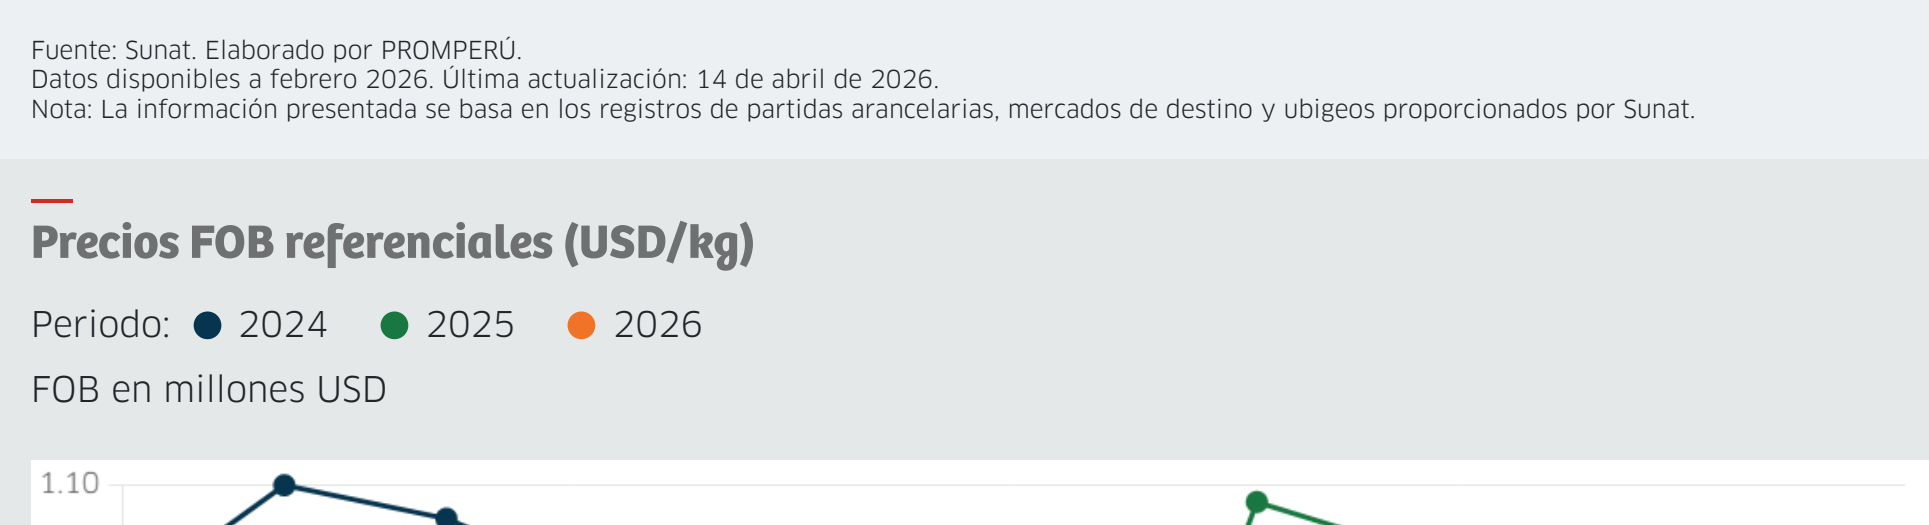 Fuente: Sunat. Elaborado por PROMPERÚ.
Datos disponibles a febrero 2026. Última actualización: 14 de abril de 2026.
Nota: La información presentada se basa en los registros de partidas arancelarias, mercados de destino y ubigeos proporcionados por Sunat.
Precios FOB referenciales (USD/kg)
Periodo: 2024 2025 2026
FOB en millones USD
1.10